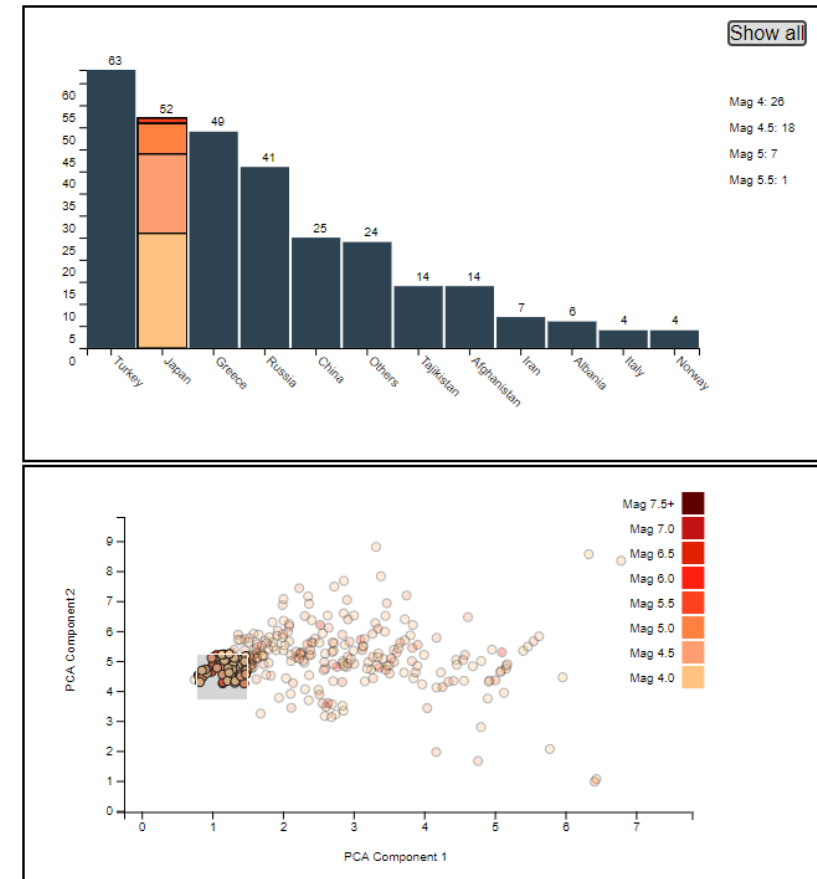 Show all
63
52
49
41
25
24
14
14
7
6
4
4
Mag 4: 26
Mag 4.5: 18
Mag 5: 7
Mag 5.5: 1
60
55
50
45
40
35
30
25
20
15
10
5
0
Turkey
Japan
Greece
Russia
China
Others
Tajikistan
Afghanistan
Iran
Albania
Italy
Norway
Mag 7.5+
Mag 7.0
Mag 6.5
Mag 6.0
Mag 5.5
Mag 5.0
Mag 4.5
Mag 4.0
PCA Component 2
9
8
7
6
5
4
3
2
1
0
0 1 2 3 4 5 6 7
PCA Component 1